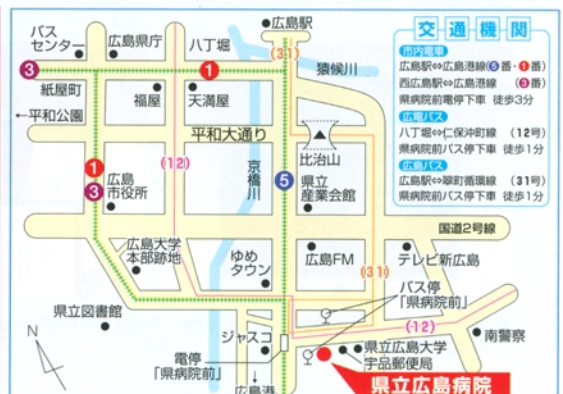 バス
センター
広島県庁
八丁堀
広島駅
(31)
猿候川
3
1
紙屋町
福屋
天満屋
←平和公園
平和大通り
比治山
(12)
京橋川
1
3
広島
市役所
5
県立
産業会館
国道2号線
広島大学
本部跡地
ゆめ
タウン
広島FM
テレビ新広島
(31)
バス停
「県病院前」
県立図書館
(12)
ジャスコ
南警察
N
電停
「県病院前」
県立広島大学
宇品郵便局
↓
広島港
県立広島病院
交通機関
市内電車
広島駅⇔広島港線(5番・1番)
西広島駅⇔広島港線 (3番)
県病院前電停下車 徒歩3分
広電バス
八丁堀⇔仁保沖町線 (12号)
県病院前バス停下車 徒歩1分
広島バス
広島駅⇔翠町循環線 (31号)
県病院前バス停下車 徒歩1分